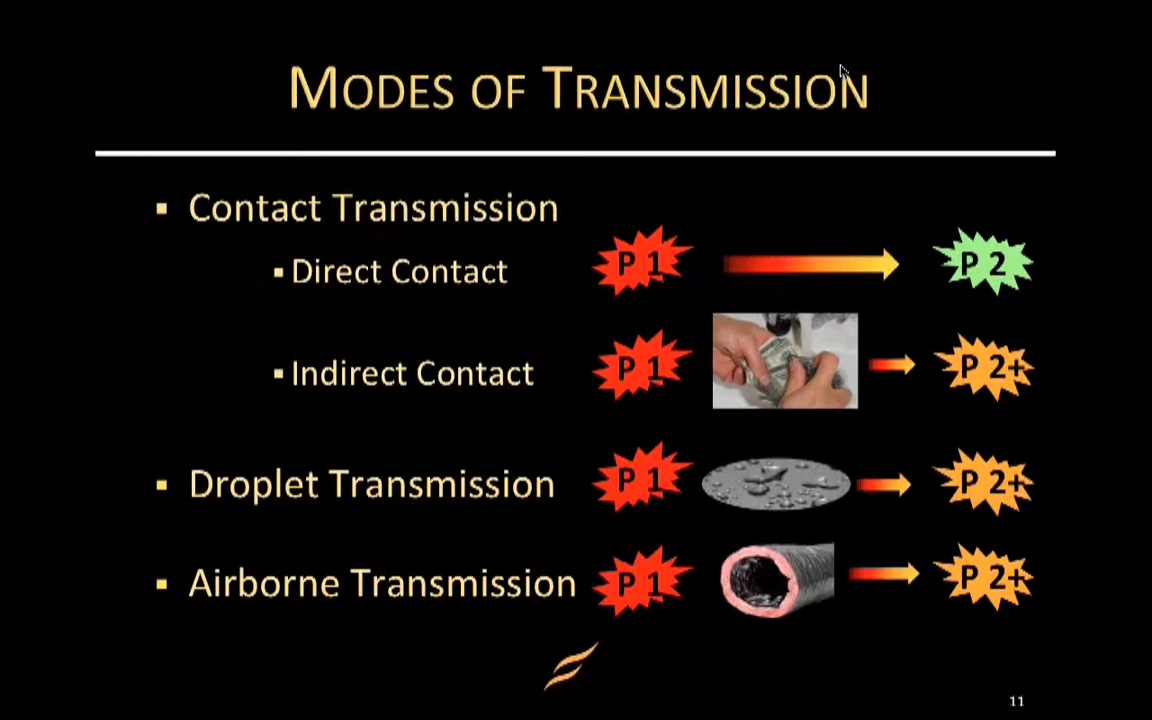 MODES OF TRANSMISSION
▪ Contact Transmission
▪ Direct Contact P 1 P 2
▪ Indirect Contact P 1 P 2+
▪ Droplet Transmission P 1 P 2+
▪ Airborne Transmission P 1 P 2+
11